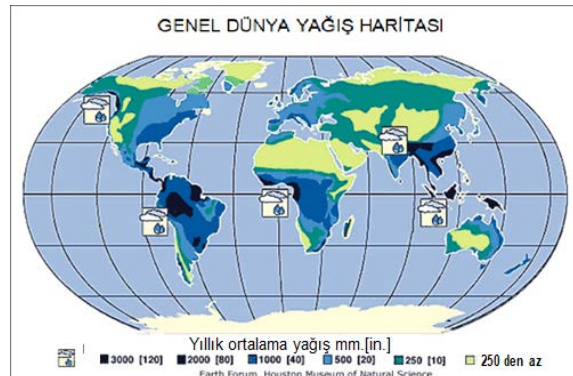 GENEL DÜNYA YAĞIŞ HARİTASI
Yıllık ortalama yağış mm.[in.]
3000 [120] 2000 [80] 1000 [40] 500 [20] 250 [10] 250 den az
Earth Forum, Houston Museum of Natural Science